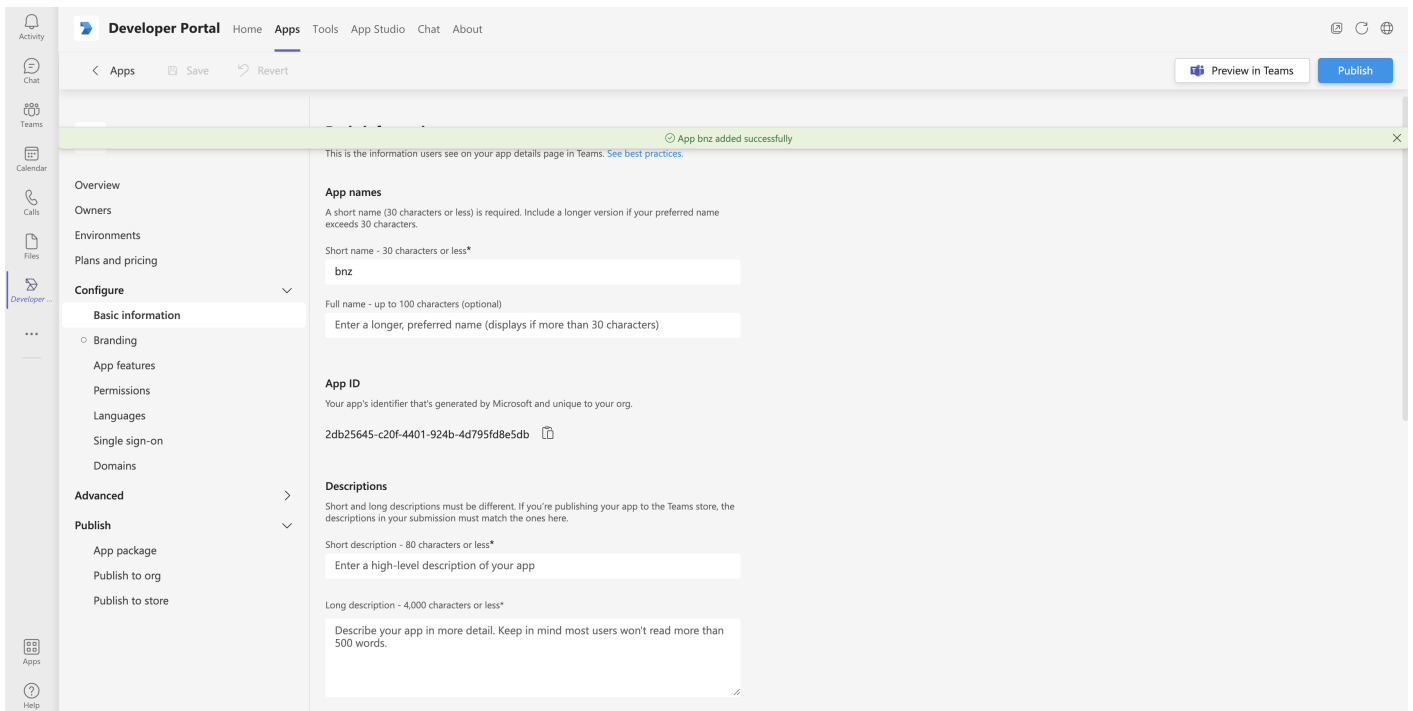 Activity
Chat
Teams
Calendar
Calls
Files
Developer ...
Apps
Help
Developer Portal Home Apps Tools App Studio Chat About
Apps Save Revert
Preview in Teams Publish
App bnz added successfully
Overview
Owners
Environments
Plans and pricing
Configure
Basic information
Branding
App features
Permissions
Languages
Single sign-on
Domains
Advanced
Publish
App package
Publish to org
Publish to store
This is the information users see on your app details page in Teams. See best practices.
App names
A short name (30 characters or less) is required. Include a longer version if your preferred name
exceeds 30 characters.
Short name - 30 characters or less*
bnz
Full name - up to 100 characters (optional)
Enter a longer, preferred name (displays if more than 30 characters)
App ID
Your app's identifier that's generated by Microsoft and unique to your org.
2db25645-c20f-4401-924b-4d795fd8e5db
Descriptions
Short and long descriptions must be different. If you're publishing your app to the Teams store, the
descriptions in your submission must match the ones here.
Short description - 80 characters or less*
Enter a high-level description of your app
Long description - 4,000 characters or less*
Describe your app in more detail. Keep in mind most users won't read more than
500 words.